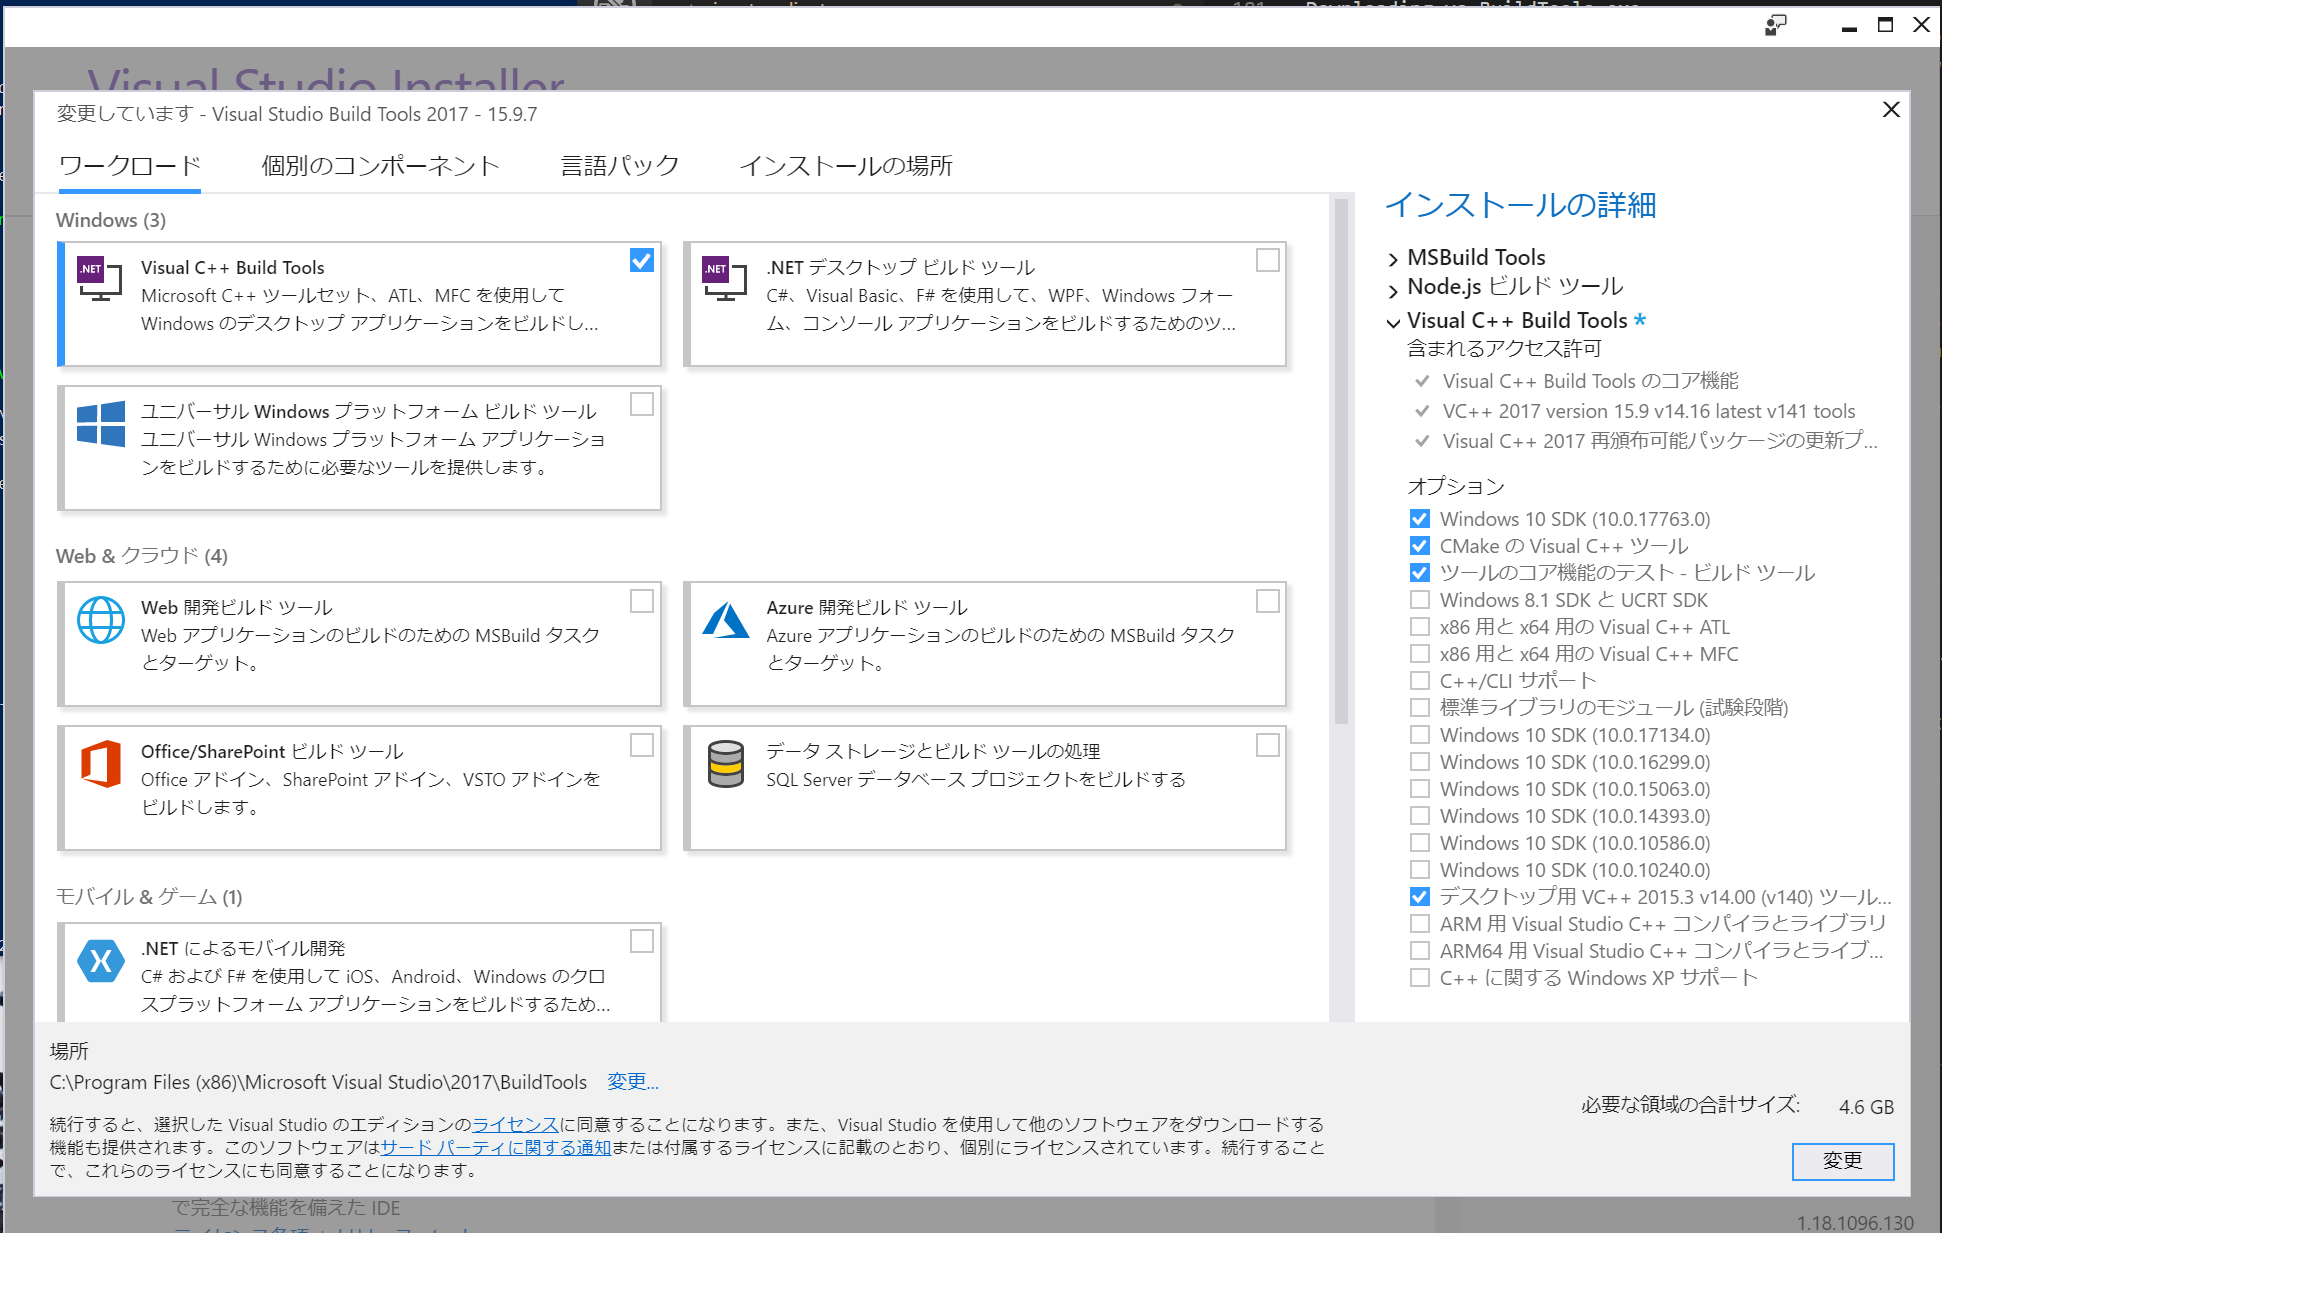 Visual Studio Installer
変更しています - Visual Studio Build Tools 2017 - 15.9.7
ワークロード
個別のコンポーネント
言語パック
インストールの場所
Windows (3)
Visual C++ Build Tools
Microsoft C++ ツールセット、ATL、MFC を使用して
Windows のデスクトップ アプリケーションをビルドし...
.NET デスクトップ ビルド ツール
C#、Visual Basic、F# を使用して、WPF、Windows フォー
ム、コンソール アプリケーションをビルドするためのツ...
ユニバーサル Windows プラットフォーム ビルド ツール
ユニバーサル Windows プラットフォーム アプリケーショ
ンをビルドするために必要なツールを提供します。
Web & クラウド (4)
Web 開発ビルド ツール
Web アプリケーションのビルドのための MSBuild タスク
とターゲット。
Azure 開発ビルド ツール
Azure アプリケーションのビルドのための MSBuild タスク
とターゲット。
Office/SharePoint ビルド ツール
Office アドイン、SharePoint アドイン、VSTO アドインを
ビルドします。
データ ストレージとビルド ツールの処理
SQL Server データベース プロジェクトをビルドする
モバイル & ゲーム (1)
.NET によるモバイル開発
C# および F# を使用して iOS、Android、Windows のクロ
スプラットフォーム アプリケーションをビルドするため...
インストールの詳細
MSBuild Tools
Node.js ビルド ツール
Visual C++ Build Tools *
含まれるアクセス許可
Visual C++ Build Tools のコア機能
VC++ 2017 version 15.9 v14.16 latest v141 tools
Visual C++ 2017 再頒布可能パッケージの更新プ...
オプション
Windows 10 SDK (10.0.17763.0)
CMake の Visual C++ ツール
ツールのコア機能のテスト - ビルド ツール
Windows 8.1 SDK と UCRT SDK
x86 用と x64 用の Visual C++ ATL
x86 用と x64 用の Visual C++ MFC
C++/CLI サポート
標準ライブラリのモジュール (試験段階)
Windows 10 SDK (10.0.17134.0)
Windows 10 SDK (10.0.16299.0)
Windows 10 SDK (10.0.15063.0)
Windows 10 SDK (10.0.14393.0)
Windows 10 SDK (10.0.10586.0)
Windows 10 SDK (10.0.10240.0)
デスクトップ用 VC++ 2015.3 v14.00 (v140) ツール...
ARM 用 Visual Studio C++ コンパイラとライブラリ
ARM64 用 Visual Studio C++ コンパイラとライブ...
C++ に関する Windows XP サポート
場所
C:\Program Files (x86)\Microsoft Visual Studio\2017\BuildTools 変更...
続行すると、選択した Visual Studio のエディションのライセンスに同意することになります。また、Visual Studio を使用して他のソフトウェアをダウンロードする
機能も提供されます。このソフトウェアはサード パーティに関する通知または付属するライセンスに記載のとおり、個別にライセンスされています。続行すること
で、これらのライセンスにも同意することになります。
必要な領域の合計サイズ: 4.6 GB
変更
で完全な機能を備えた IDE
1.18.1096.130